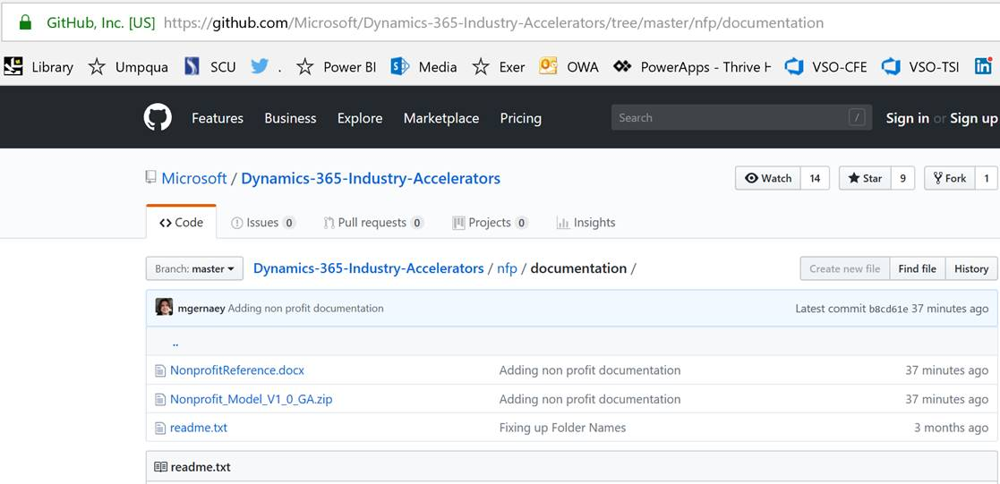 GitHub, Inc. [US] https://github.com/Microsoft/Dynamics-365-Industry-Accelerators/tree/master/nfp/documentation
Library Umpqua SCU . Power BI Media Exer OWA PowerApps - Thrive H VSO-CFE VSO-TSI in
Features Business Explore Marketplace Pricing Search / Sign in or Sign up
Microsoft / Dynamics-365-Industry-Accelerators Watch 14 Star 9 Fork 1
Code Issues 0 Pull requests 0 Projects 0 Insights
Branch: master Dynamics-365-Industry-Accelerators / nfp / documentation / Create new file Find file History
mgernaey Adding non profit documentation Latest commit b8cd61e 37 minutes ago
..
NonprofitReference.docx Adding non profit documentation 37 minutes ago
Nonprofit_Model_V1_0_GA.zip Adding non profit documentation 37 minutes ago
readme.txt Fixing up Folder Names 3 months ago
readme.txt